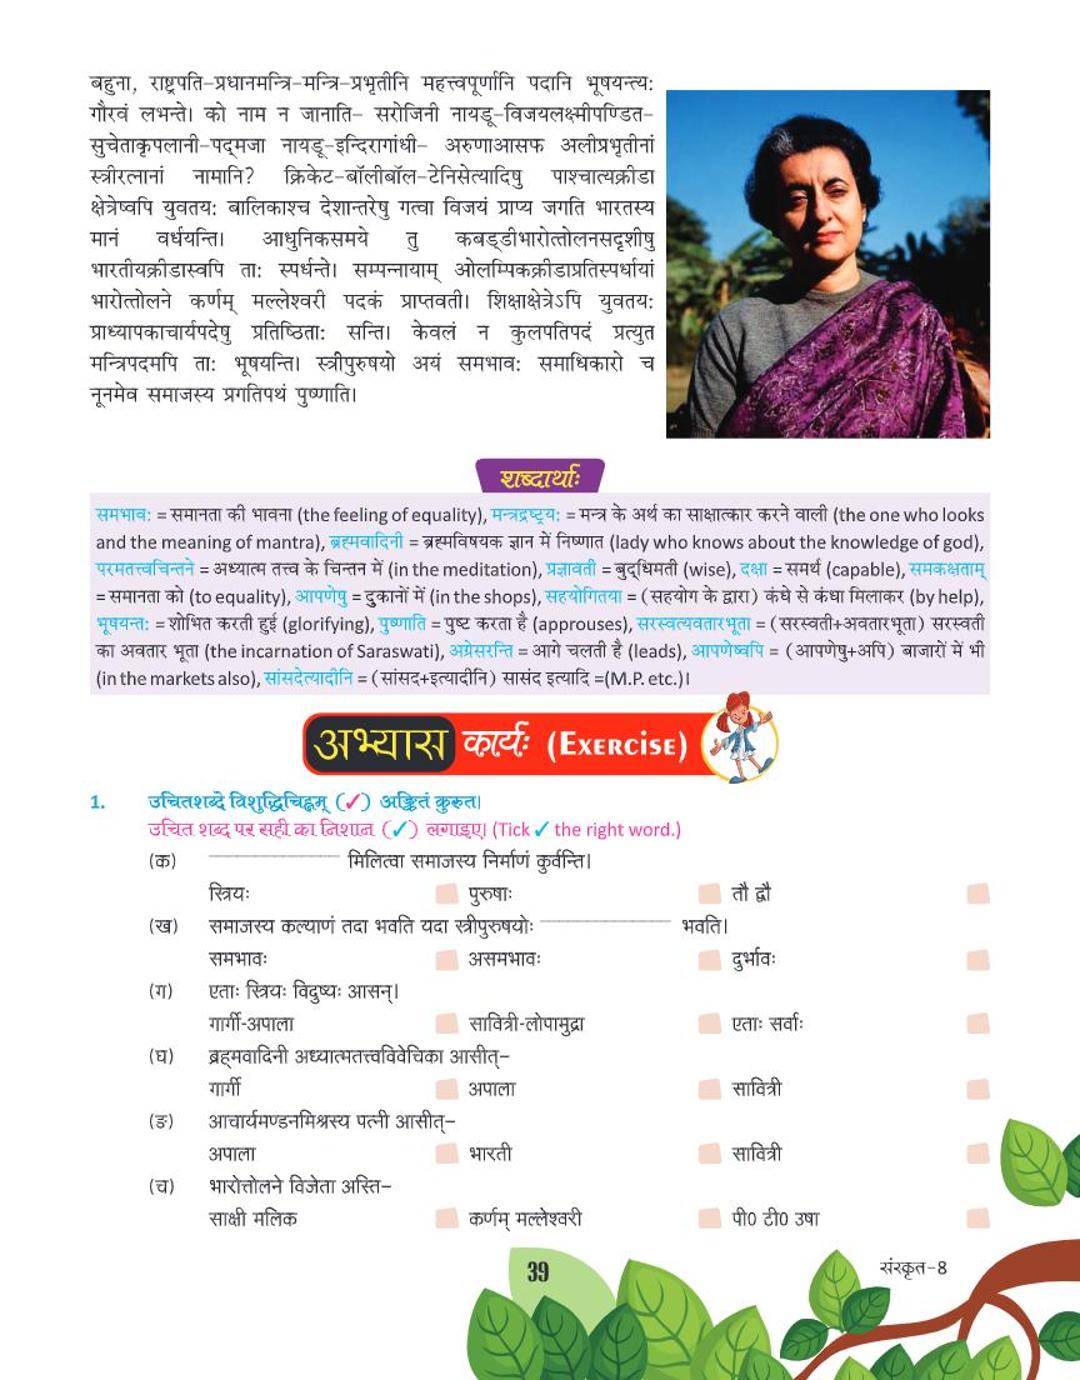 बहुना, राष्ट्रपति-प्रधानमन्त्रि-मन्त्रि-प्रभृतीनि महत्त्वपूर्णानि पदानि भूषयन्त्य:
गौरवं लभन्ते। को नाम न जानाति- सरोजिनी नायडू-विजयलक्ष्मीपण्डित-
सुचेताकृपलानी-पद्मजा नायडू-इन्दिरागांधी- अरुणाआसफ अलीप्रभृतीनां
स्त्रीरत्नानां नामानि? क्रिकेट-बॉलीबॉल-टेनिसेत्यादिषु पाश्चात्यक्रीडा
क्षेत्रेष्वपि युवतय: बालिकाश्च देशान्तरेषु गत्वा विजयं प्राप्य जगति भारतस्य
मानं वर्धयन्ति। आधुनिकसमये तु कबड्डीभारोत्तोलनसदृशीषु
भारतीयक्रीडास्वपि ता: स्पर्धन्ते। सम्पन्नायाम् ओलम्पिकक्रीडाप्रतिस्पर्धायां
भारोत्तोलने कर्णम् मल्लेश्वरी पदकं प्राप्तवती। शिक्षाक्षेत्रेऽपि युवतय:
प्राध्यापकाचार्यपदेषु प्रतिष्ठिता: सन्ति। केवलं न कुलपतिपदं प्रत्युत
मन्त्रिपदमपि ता: भूषयन्ति। स्त्रीपुरुषयो अयं समभाव: समाधिकारो च
नूनमेव समाजस्य प्रगतिपथं पुष्णाति।
शब्दार्थाः
समभाव: = समानता की भावना (the feeling of equality), मन्त्रद्रष्ट्रय: = मन्त्र के अर्थ का साक्षात्कार करने वाली (the one who looks
and the meaning of mantra), ब्रह्मवादिनी = ब्रह्मविषयक ज्ञान में निष्णात (lady who knows about the knowledge of god),
परमतत्त्वचिन्तने = अध्यात्म तत्त्व के चिन्तन में (in the meditation), प्रज्ञावती = बुद्धिमती (wise), दक्षा = समर्थ (capable), समकक्षताम्
= समानता को (to equality), आपणेषु = दुकानों में (in the shops), सहयोगितया = (सहयोग के द्वारा) कंधे से कंधा मिलाकर (by help),
भूषयन्त: = शोभित करती हुई (glorifying), पुष्णाति = पुष्ट करता है (approuses), सरस्वत्यवतारभूता = (सरस्वती+अवतारभूता) सरस्वती
का अवतार भूता (the incarnation of Saraswati), अग्रेसरन्ति = आगे चलती है (leads), आपणेष्वपि = (आपणेषु+अपि) बाजारों में भी
(in the markets also), सांसदेत्यादीनि = (सांसद+इत्यादीनि) सासंद इत्यादि =(M.P. etc.)।
अभ्यास कार्यः (EXERCISE)
1. उचितशब्दे विशुद्धिचिह्नम् (✓) अङ्कितं कुरुत।
उचित शब्द पर सही का निशान (✓) लगाइए। (Tick ✓ the right word.)
(क) ____________ मिलित्वा समाजस्य निर्माणं कुर्वन्ति।
स्त्रियः पुरुषाः तौ द्वौ
(ख) समाजस्य कल्याणं तदा भवति यदा स्त्रीपुरुषयोः ____________ भवति।
समभावः असमभावः दुर्भावः
(ग) एताः स्त्रियः विदुष्यः आसन्।
गार्गी-अपाला सावित्री-लोपामुद्रा एताः सर्वाः
(घ) ब्रह्मवादिनी अध्यात्मतत्त्वविवेचिका आसीत्-
गार्गी अपाला सावित्री
(ङ) आचार्यमण्डनमिश्रस्य पत्नी आसीत्-
अपाला भारती सावित्री
(च) भारोत्तोलने विजेता अस्ति-
साक्षी मलिक कर्णम् मल्लेश्वरी पी0 टी0 उषा
39 संस्कृत-8